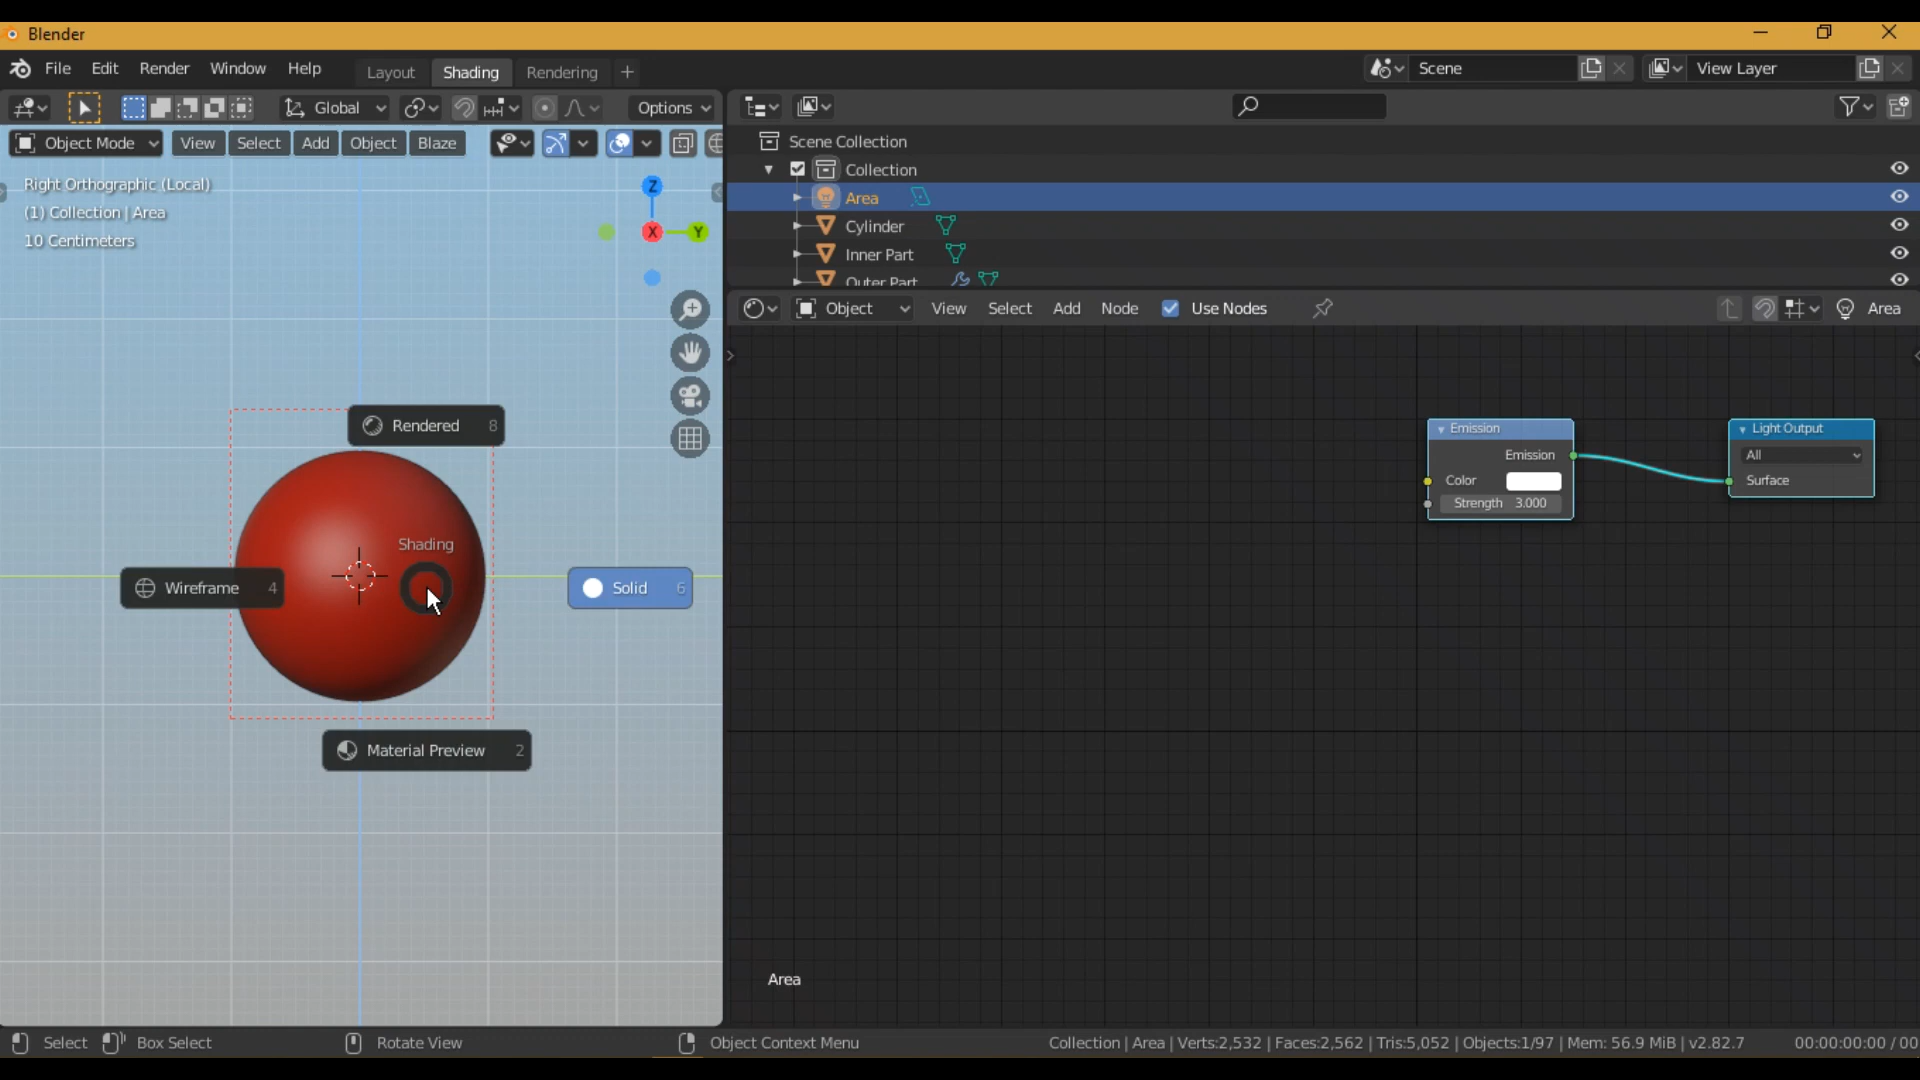 Blender
File Edit Render Window Help Layout Shading Rendering + Scene View Layer
Global Options
Object Mode View Select Add Object Blaze
Right Orthographic (Local)
(1) Collection | Area
10 Centimeters
Z
X
Y
Scene Collection
Collection
Area
Cylinder
Inner Part
Outer Part
Object View Select Add Node Use Nodes Area
Rendered 8
Shading
Wireframe 4
Solid 6
Material Preview 2
Emission
Emission
Color
Strength 3.000
Light Output
All
Surface
Area
Select Box Select Rotate View Object Context Menu Collection | Area | Verts:2,532 | Faces:2,562 | Tris:5,052 | Objects:1/97 | Mem: 56.9 MiB | v2.82.7 00:00:00:00 / 00